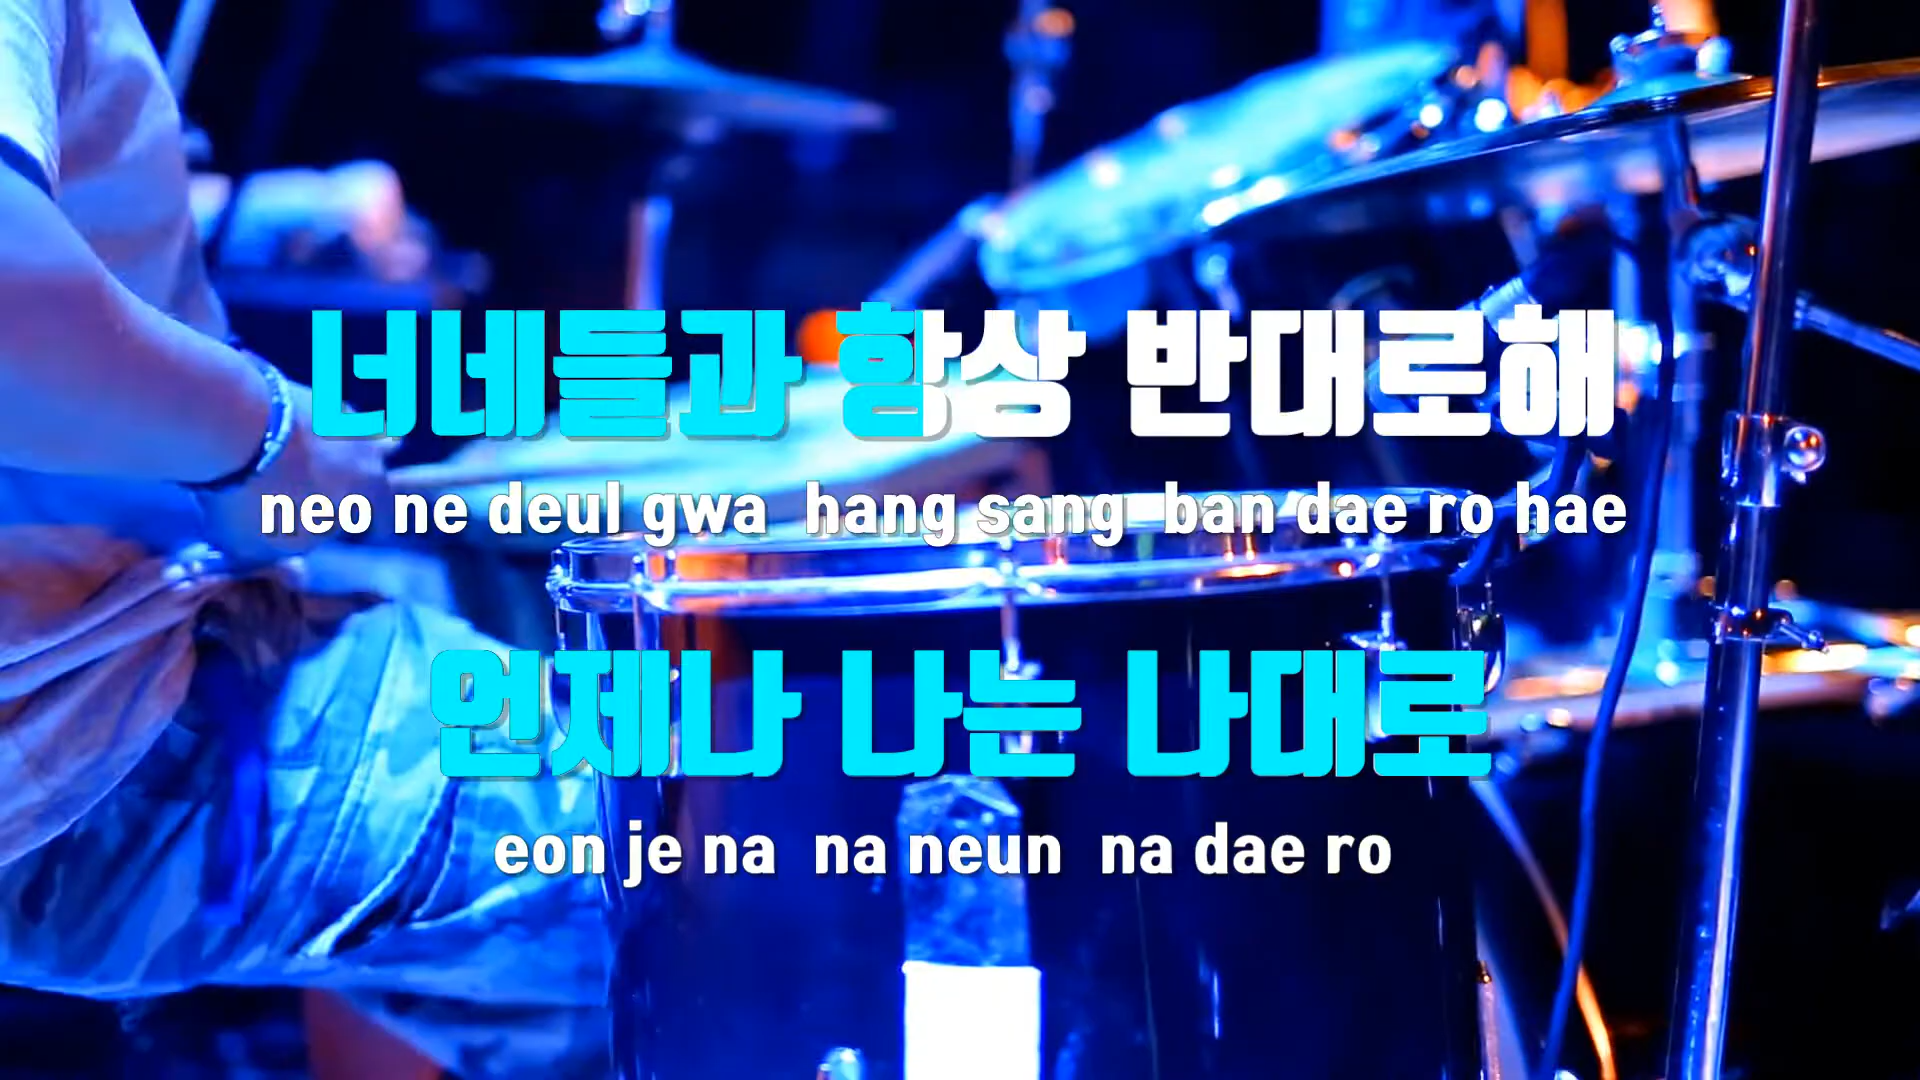 너네들과 항상 반대로해
neo ne deul gwa hang sang ban dae ro hae
언제나 나는 나대로
eon je na na neun na dae ro